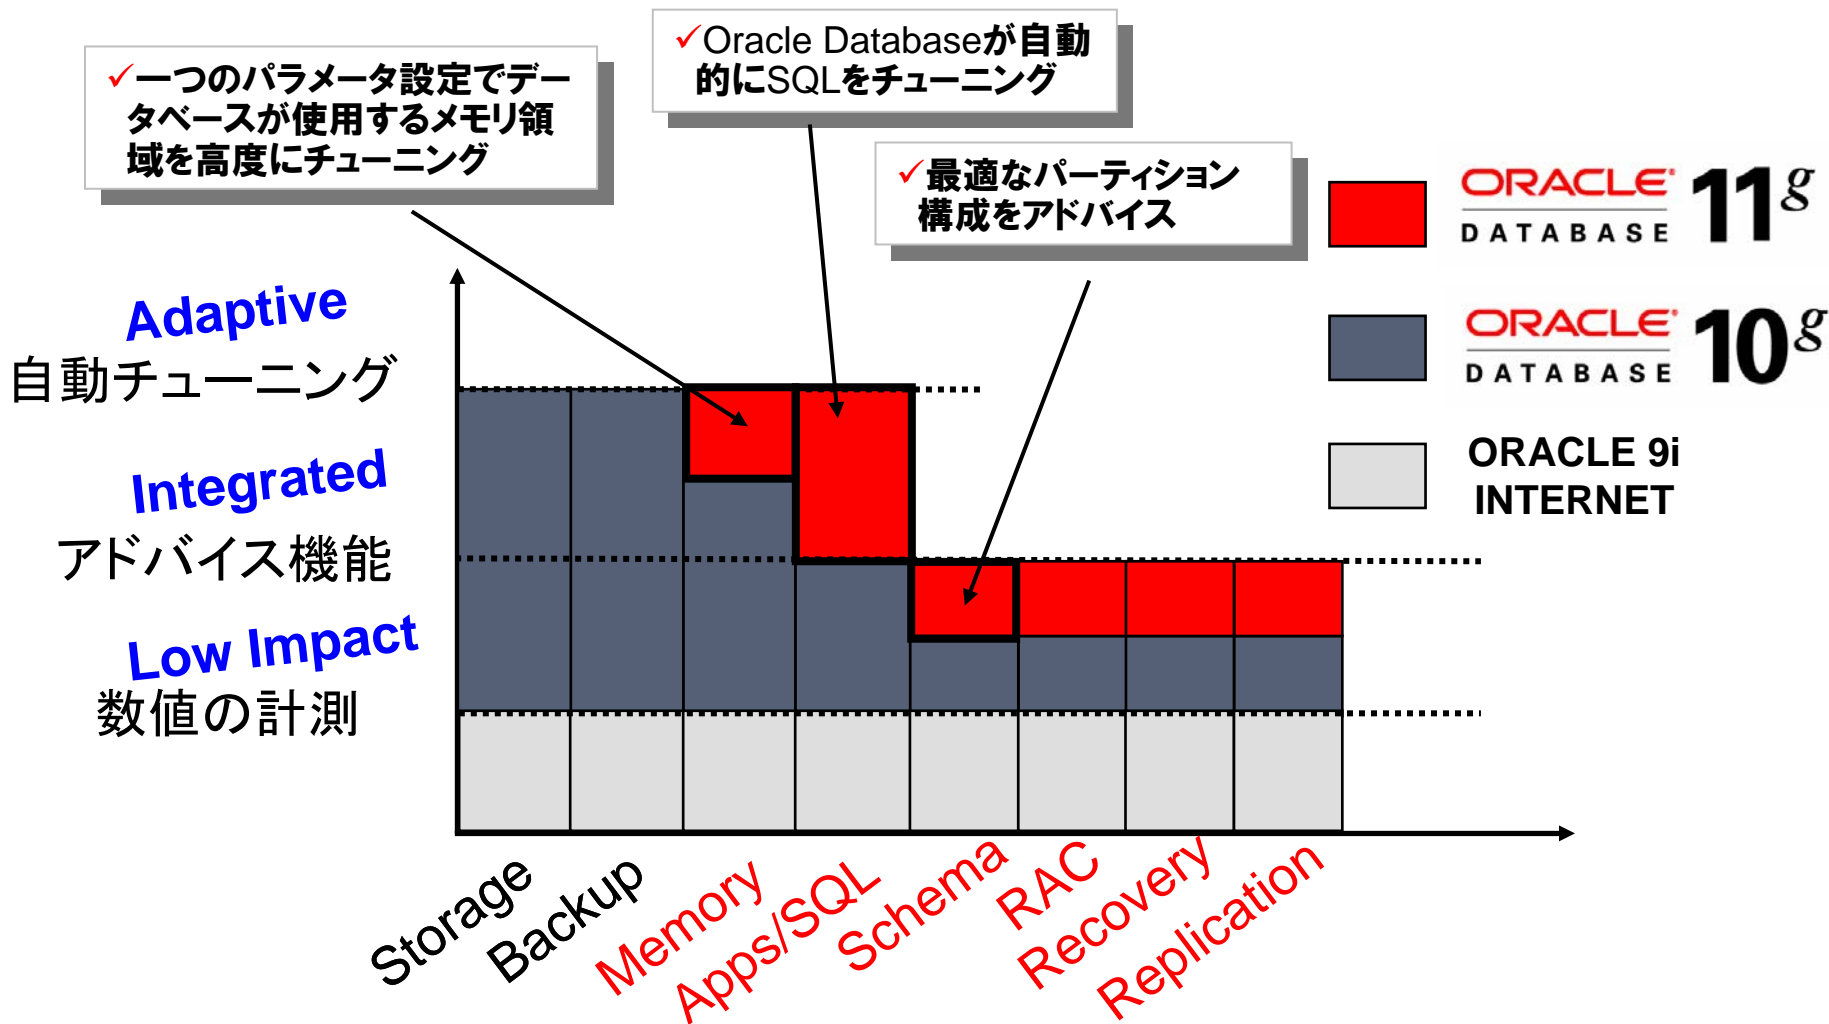 ✓一つのパラメータ設定でデー
タベースが使用するメモリ領
域を高度にチューニング
✓Oracle Databaseが自動
的にSQLをチューニング
✓最適なパーティション
構成をアドバイス
ORACLE DATABASE 11g
ORACLE DATABASE 10g
ORACLE 9i
INTERNET
Adaptive
自動チューニング
Integrated
アドバイス機能
Low Impact
数値の計測
Storage
Backup
Memory
Apps/SQL
Schema
RAC
Recovery
Replication